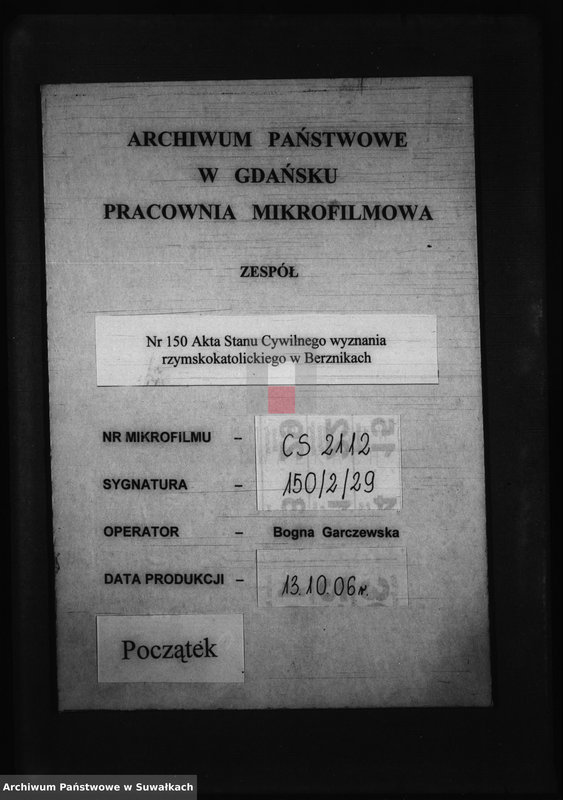 ARCHIWUM PAŃSTWOWE
W GDAŃSKU
PRACOWNIA MIKROFILMOWA
ZESPÓŁ
Nr 150 Akta Stanu Cywilnego wyznania
rzymskokatolickiego w Berznikach
NR MIKROFILMU – CS 2112
SYGNATURA – 150/2/29
OPERATOR – Bogna Garczewska
DATA PRODUKCJI – 13.10.06r.
Początek
Archiwum Państwowe w Suwałkach